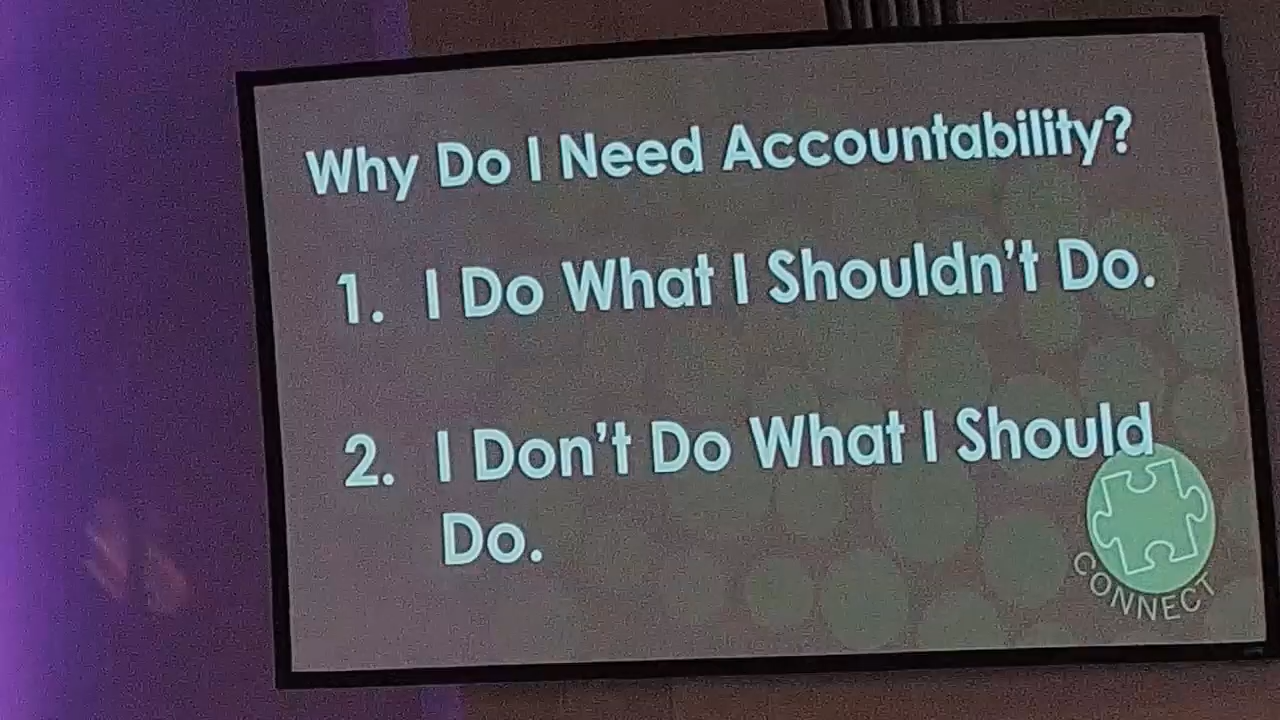 Why Do I Need Accountability?
1. I Do What I Shouldn't Do.
2. I Don't Do What I Should
Do.
CONNECT